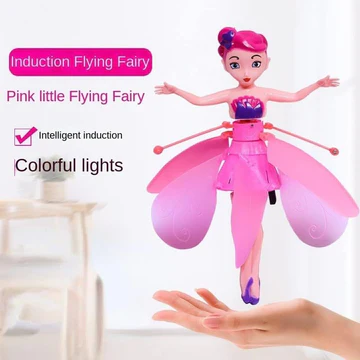 Induction Flying Fairy
Pink little Flying Fairy
Intelligent induction
Colorful lights